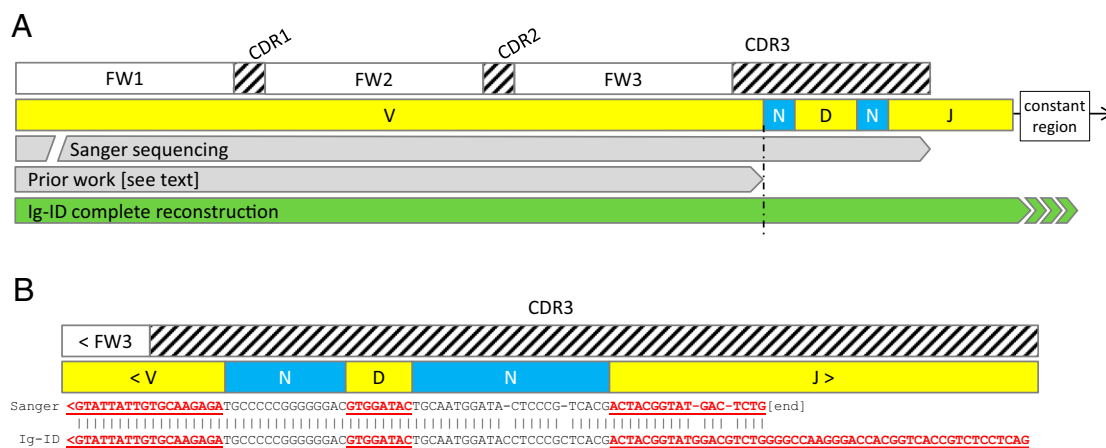 A
CDR1 CDR2 CDR3
FW1 FW2 FW3
V N D N J constant region
Sanger sequencing
Prior work [see text]
Ig-ID complete reconstruction
B
CDR3
< FW3
< V N D N J >
Sanger <GTATTATTGTGCAAGAGATGCCCCCGGGGGGACGTGGATACTGCAATGGATA-CTCCCG-TCACGACTACGGTAT-GAC-TCTG[end]
Ig-ID <GTATTATTGTGCAAGAGATGCCCCCGGGGGGACGTGGATACTGCAATGGATACCTCCCGCTCACGACTACGGTATGGACGTCTGGGGCCAAGGGACCACGGTCACCGTCTCCTCAG